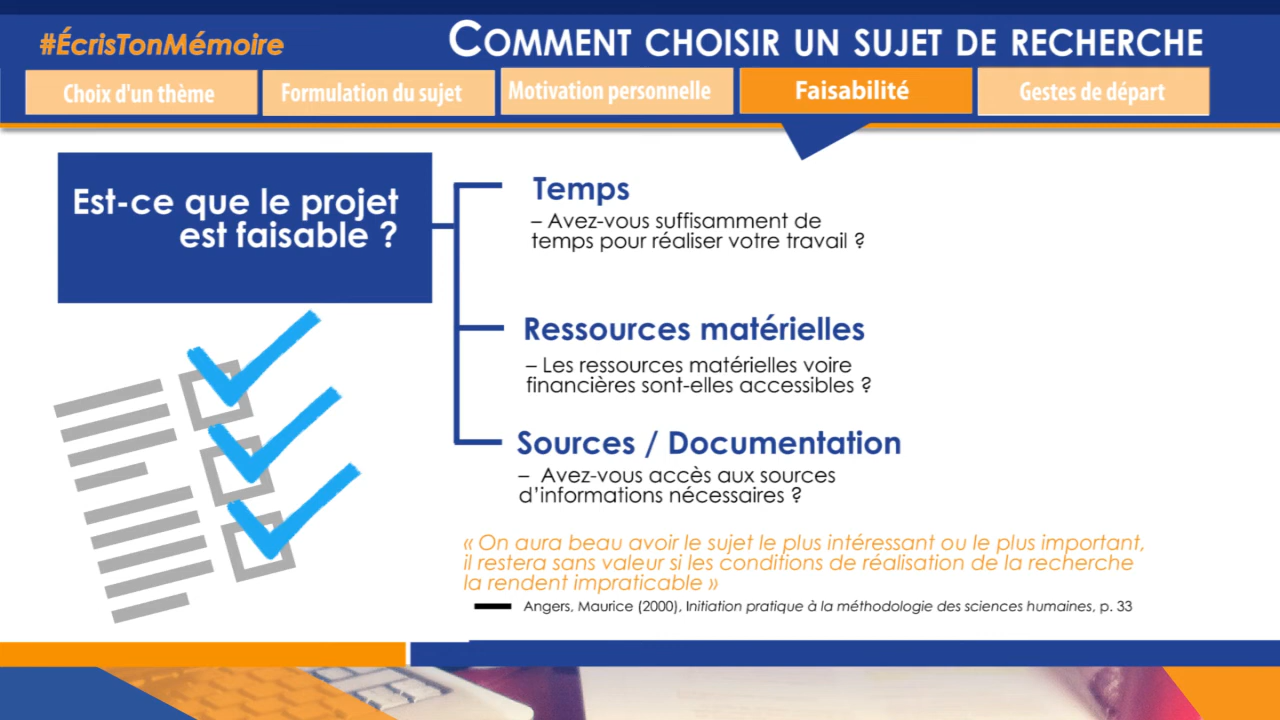 #ÉcrisTonMémoire
COMMENT CHOISIR UN SUJET DE RECHERCHE
Choix d'un thème
Formulation du sujet
Motivation personnelle
Faisabilité
Gestes de départ
Est-ce que le projet
est faisable ?
Temps
– Avez-vous suffisamment de
temps pour réaliser votre travail ?
Ressources matérielles
– Les ressources matérielles voire
financières sont-elles accessibles ?
Sources / Documentation
– Avez-vous accès aux sources
d'informations nécessaires ?
« On aura beau avoir le sujet le plus intéressant ou le plus important,
il restera sans valeur si les conditions de réalisation de la recherche
la rendent impraticable »
Angers, Maurice (2000), Initiation pratique à la méthodologie des sciences humaines, p. 33